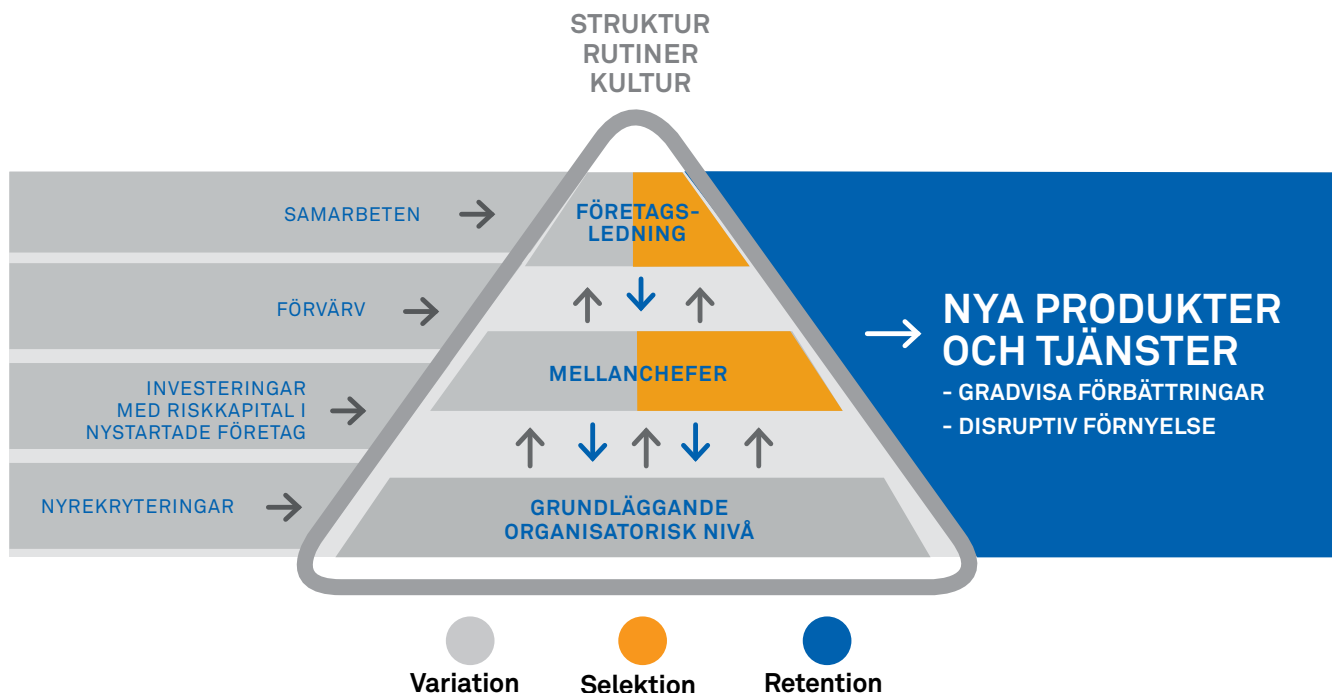 STRUKTUR
RUTINER
KULTUR
SAMARBETEN
FÖRVÄRV
INVESTERINGAR
MED RISKKAPITAL I
NYSTARTADE FÖRETAG
NYREKRYTERINGAR
FÖRETAGS-
LEDNING
MELLANCHEFER
GRUNDLÄGGANDE
ORGANISATORISK NIVÅ
NYA PRODUKTER
OCH TJÄNSTER
- GRADVISA FÖRBÄTTRINGAR
- DISRUPTIV FÖRNYELSE
Variation
Selektion
Retention